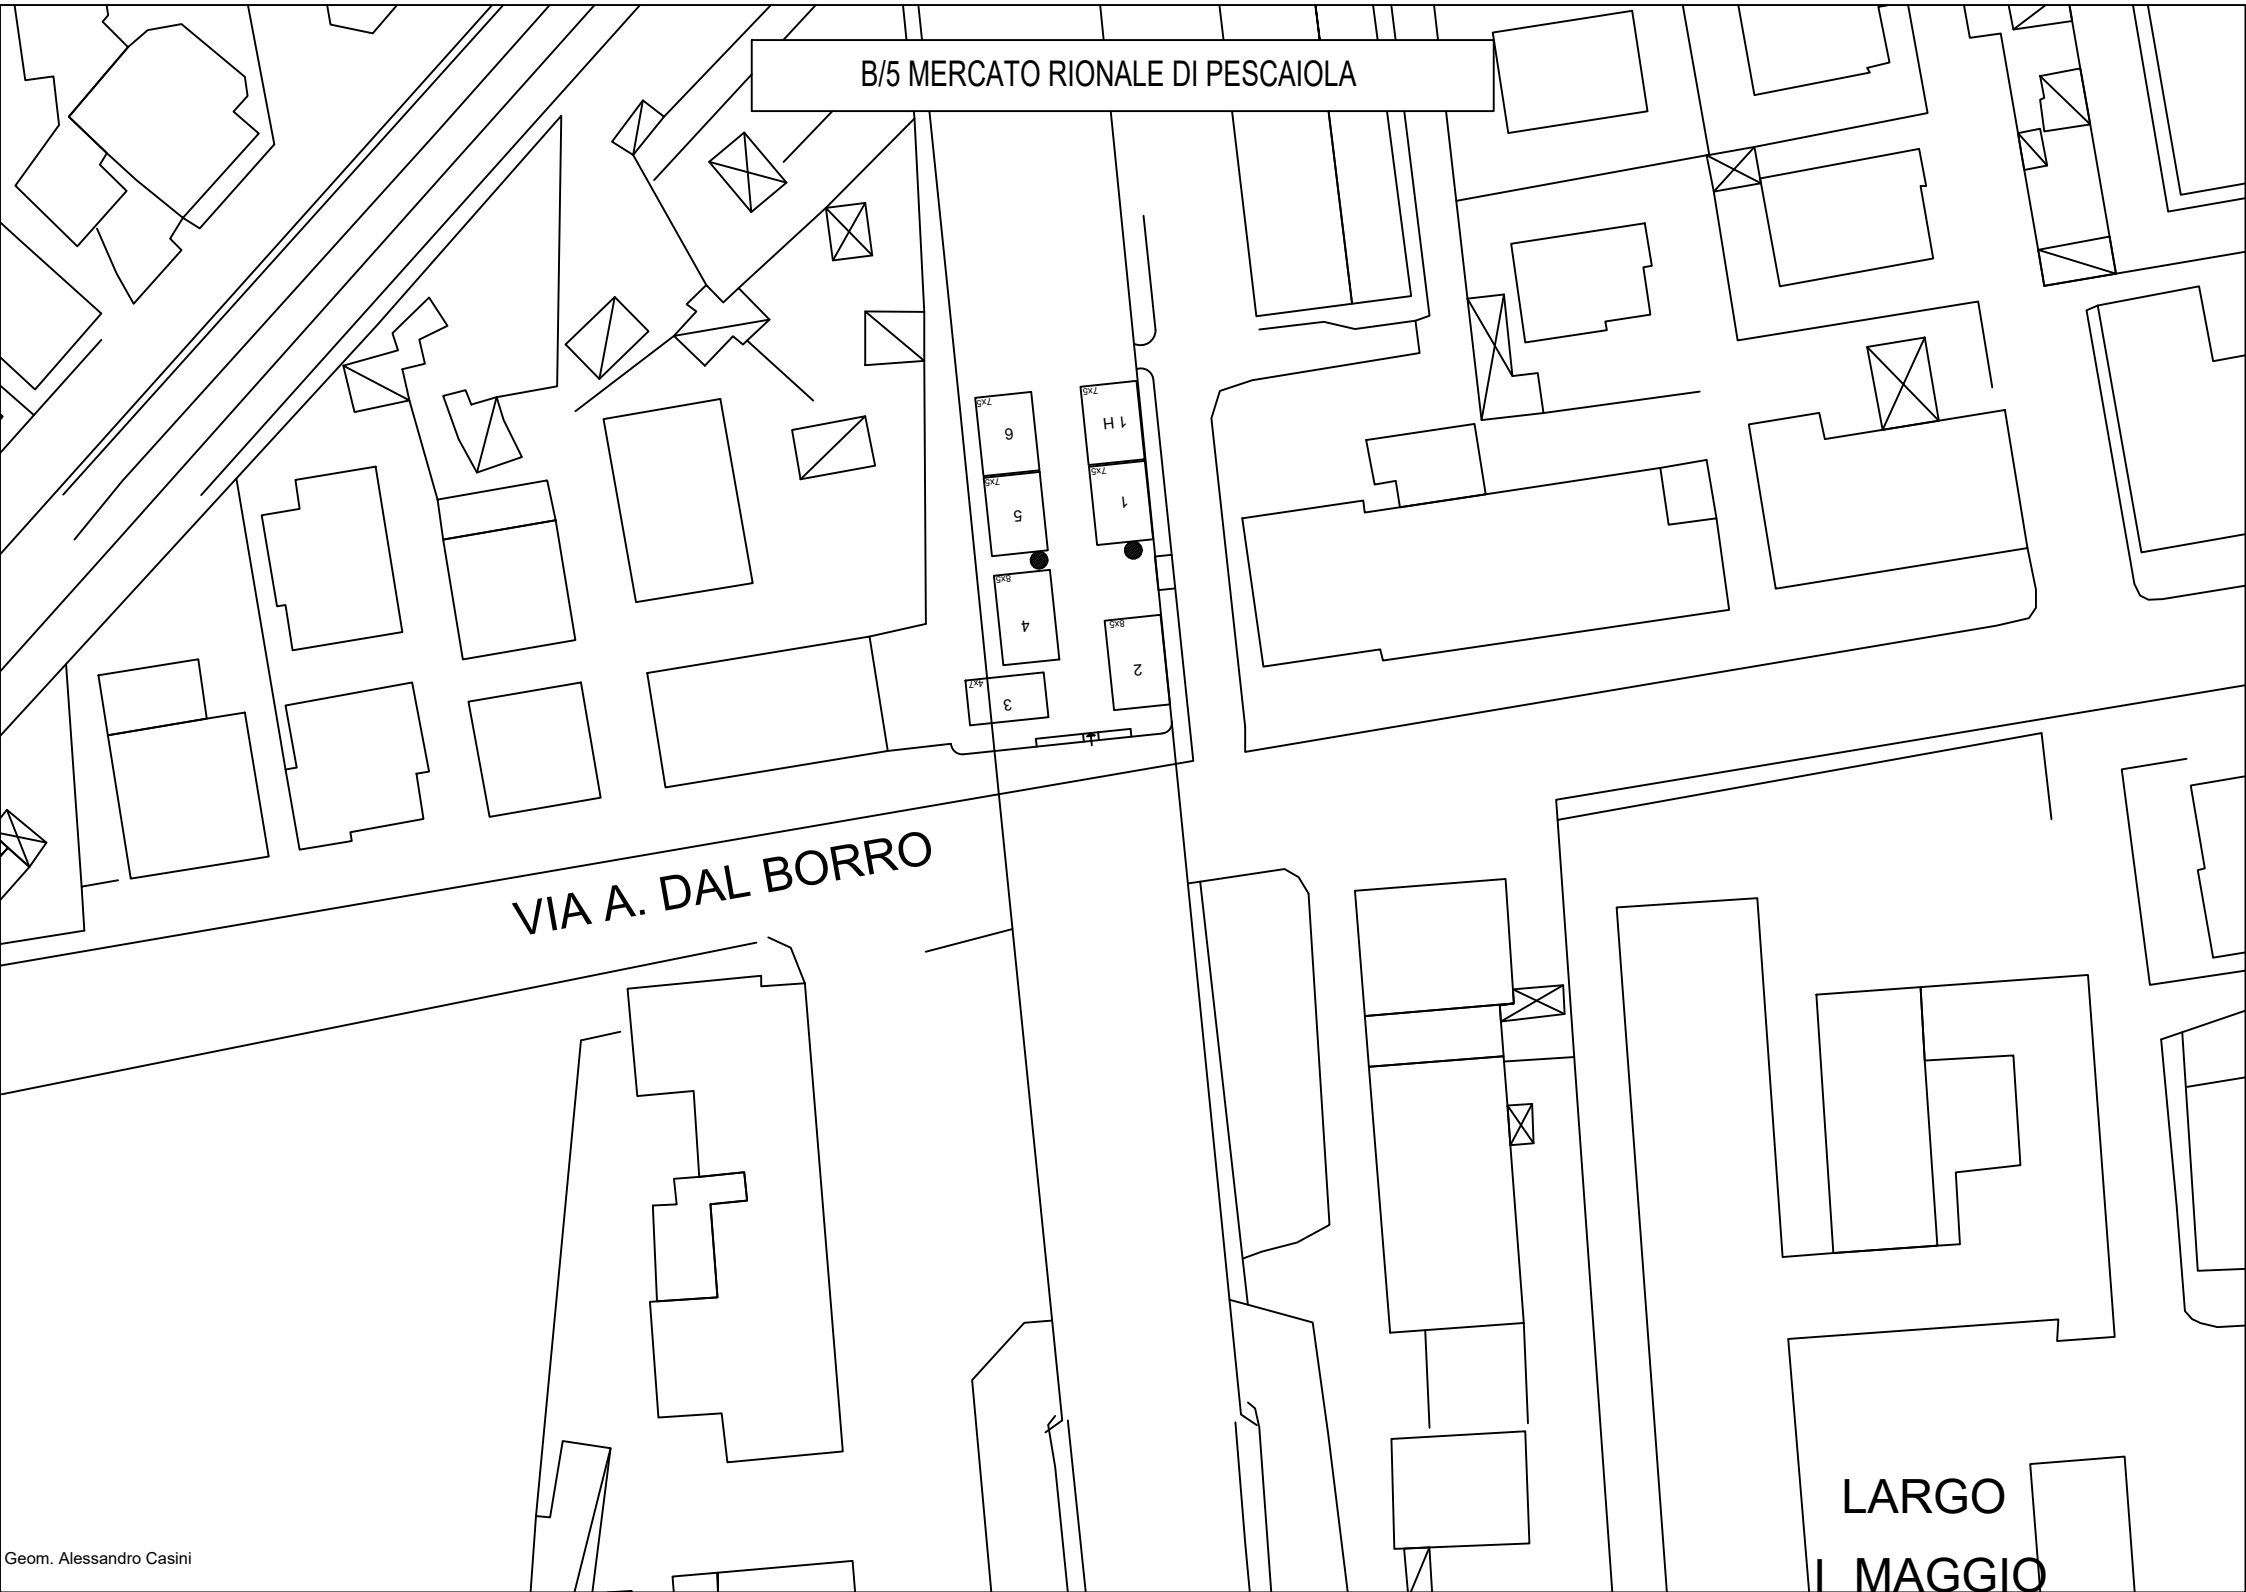 B/5 MERCATO RIONALE DI PESCAIOLA
7x5
6
7x5
1 H
7x5
5
7x5
1
8x5
4
8x5
2
4x7
3
VIA A. DAL BORRO
LARGO
I MAGGIO
Geom. Alessandro Casini